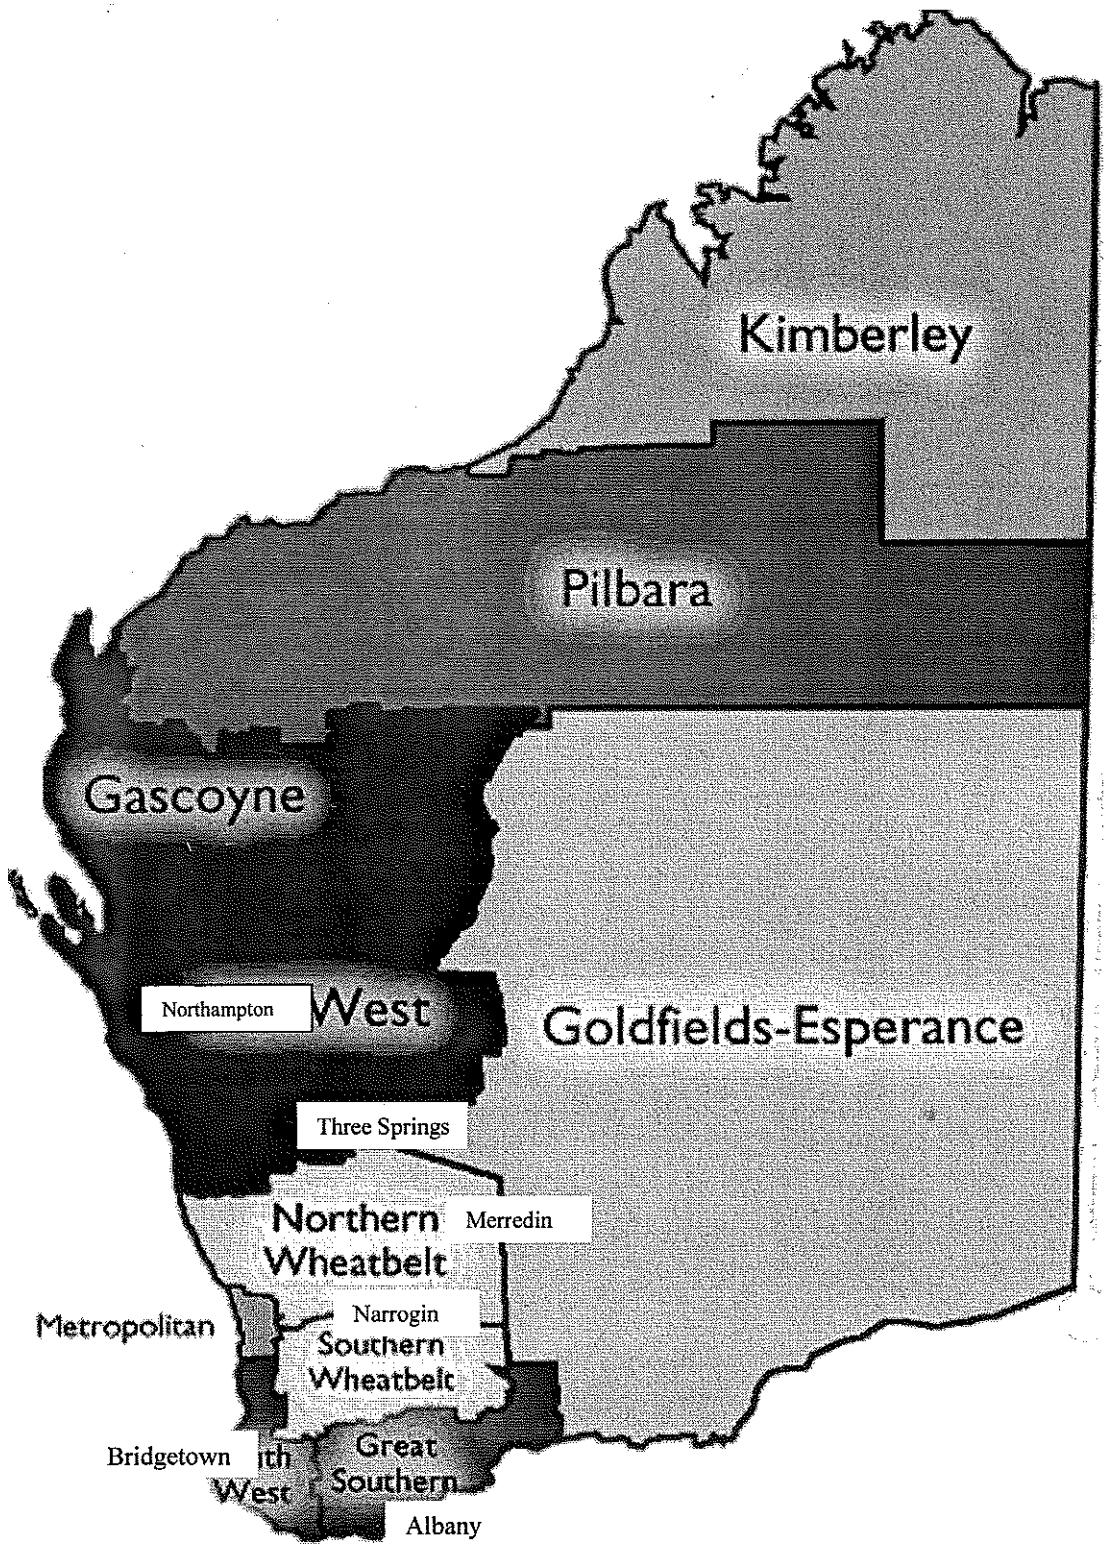 Kimberley
Pilbara
Gascoyne
Northampton West
Goldfields-Esperance
Three Springs
Northern Merredin
Wheatbelt
Narrogin
Metropolitan
Southern
Wheatbelt
Great
Bridgetown uth
Southern
West
Albany